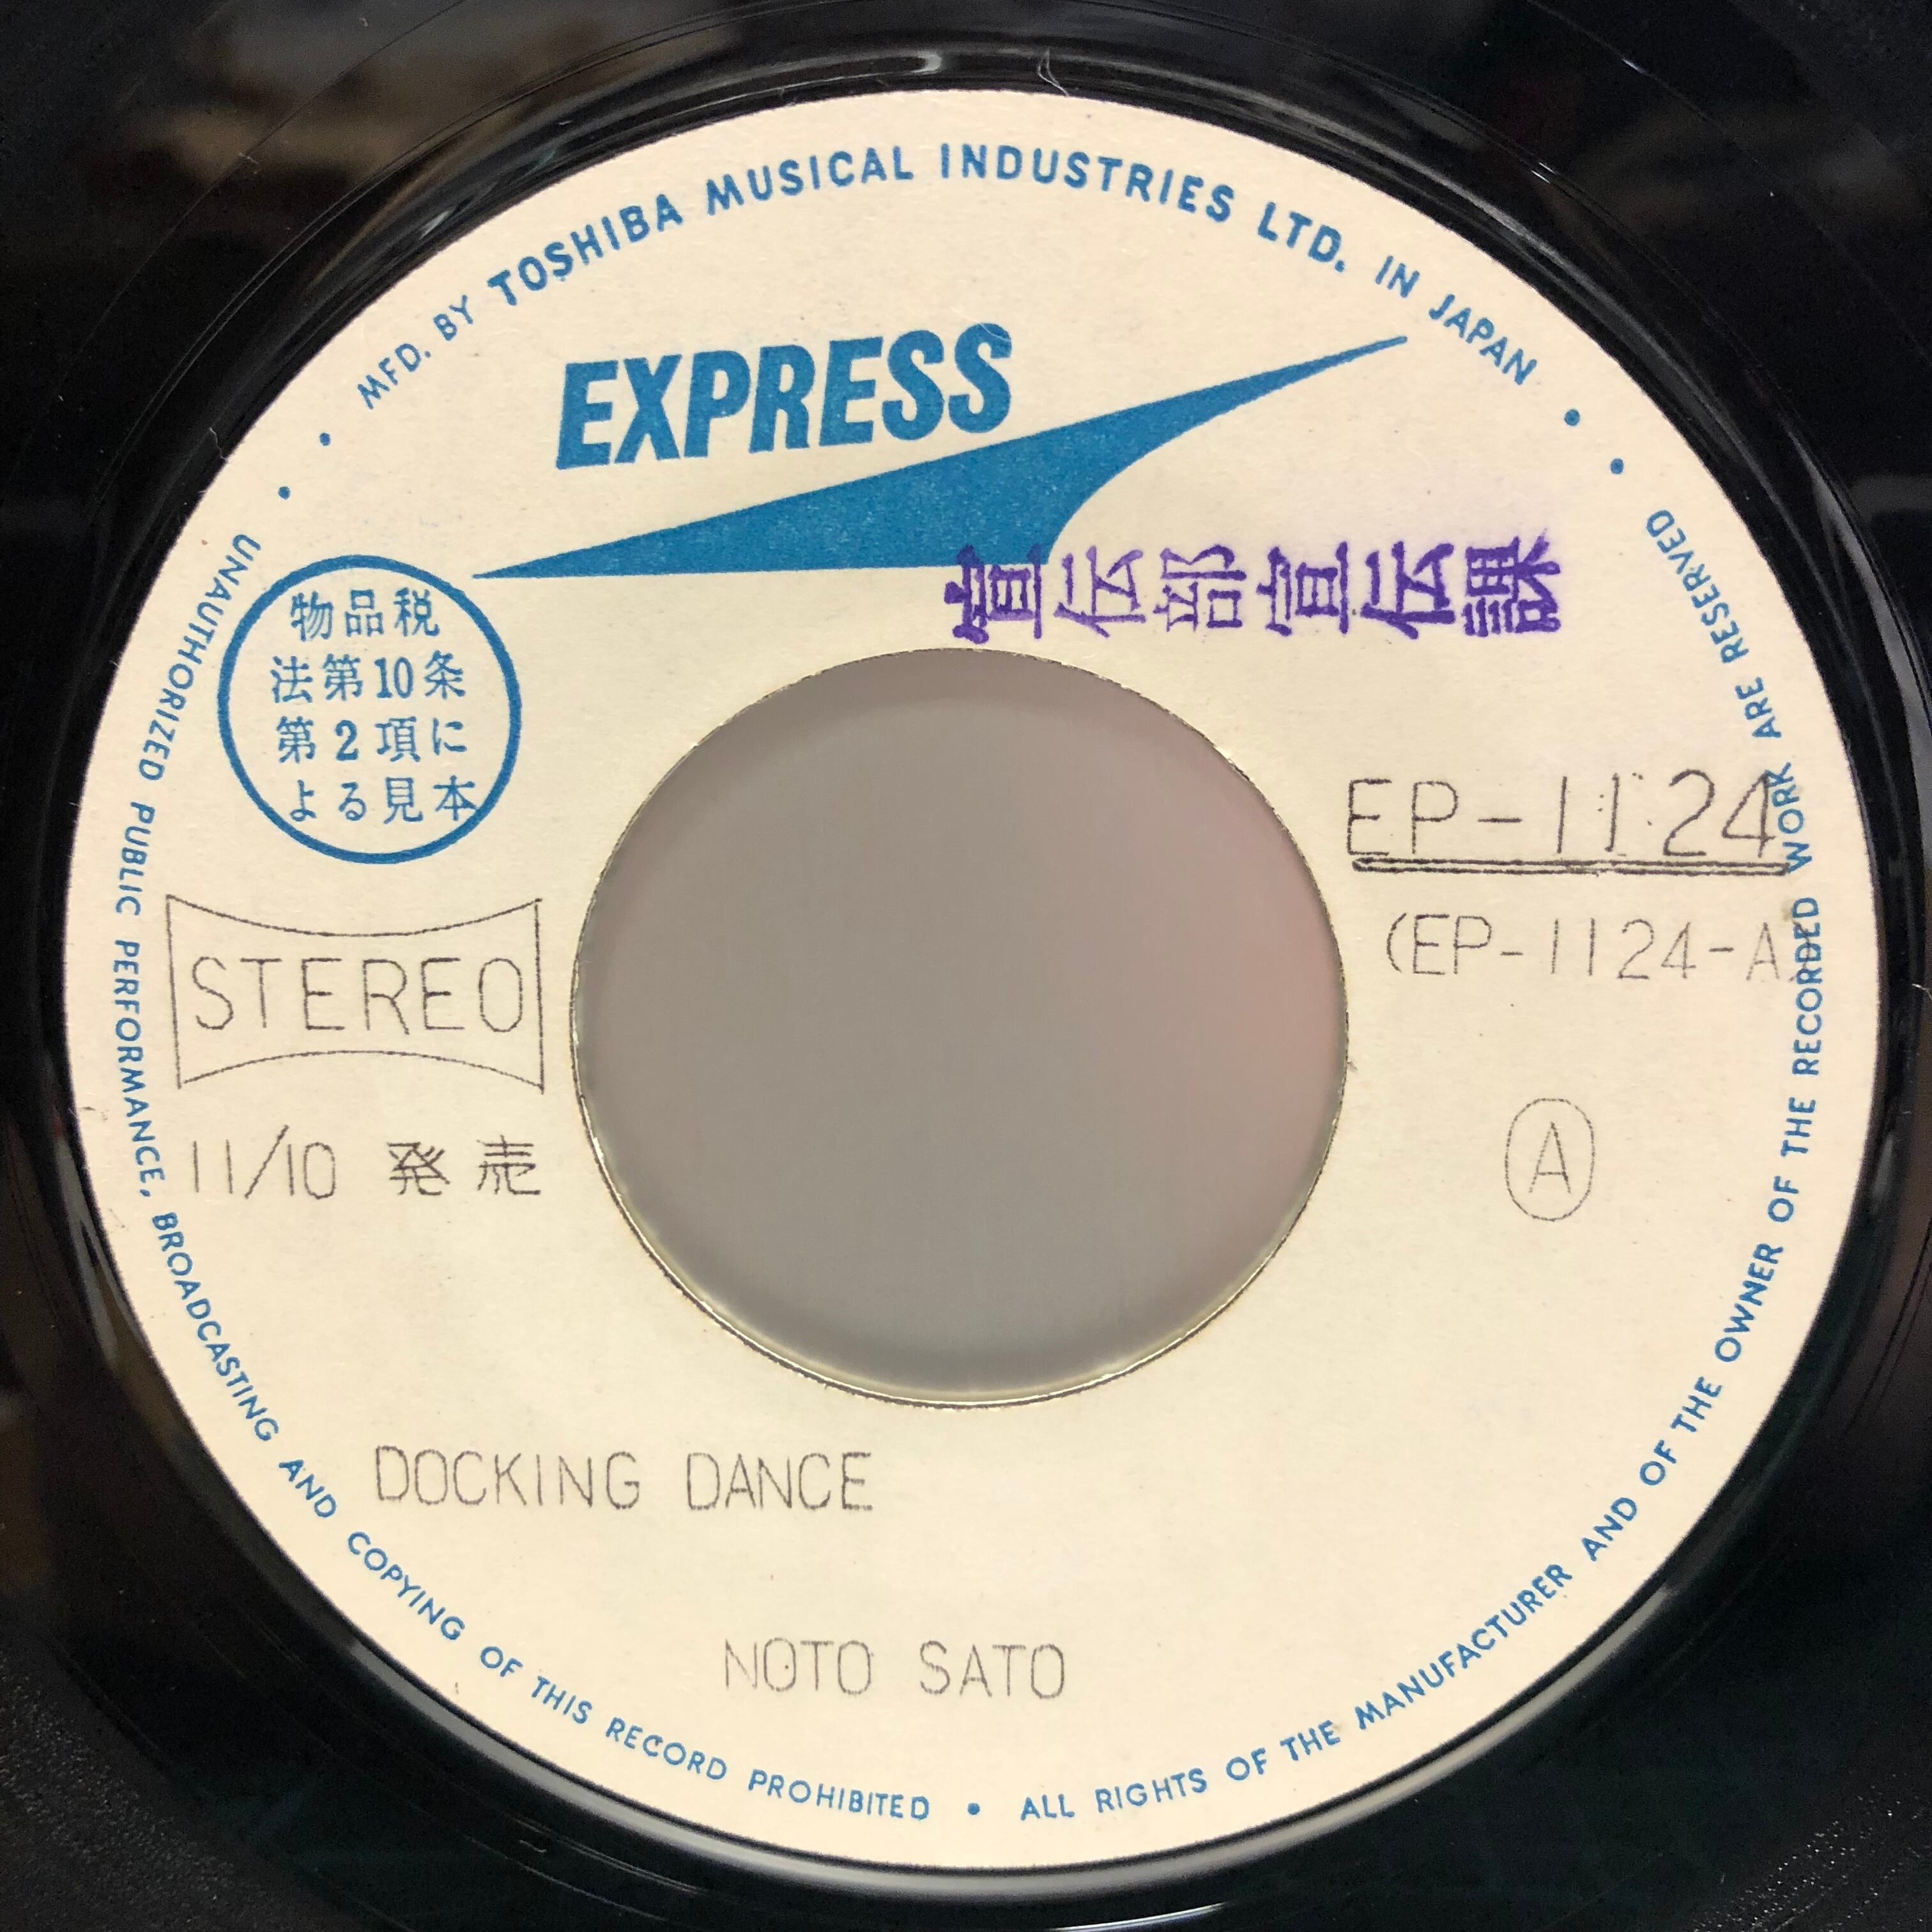 MFD. BY TOSHIBA MUSICAL INDUSTRIES LTD. IN JAPAN
EXPRESS
宣伝部宣伝課
物品税
法第10条
第2項に
よる見本
EP-1124
(EP-1124-A)
STEREO
11/10 発売
A
DOCKING DANCE
NOTO SATO
UNAUTHORIZED PUBLIC PERFORMANCE, BROADCASTING AND COPYING OF THIS RECORD PROHIBITED • ALL RIGHTS OF THE MANUFACTURER AND OF THE OWNER OF THE RECORDED WORK ARE RESERVED